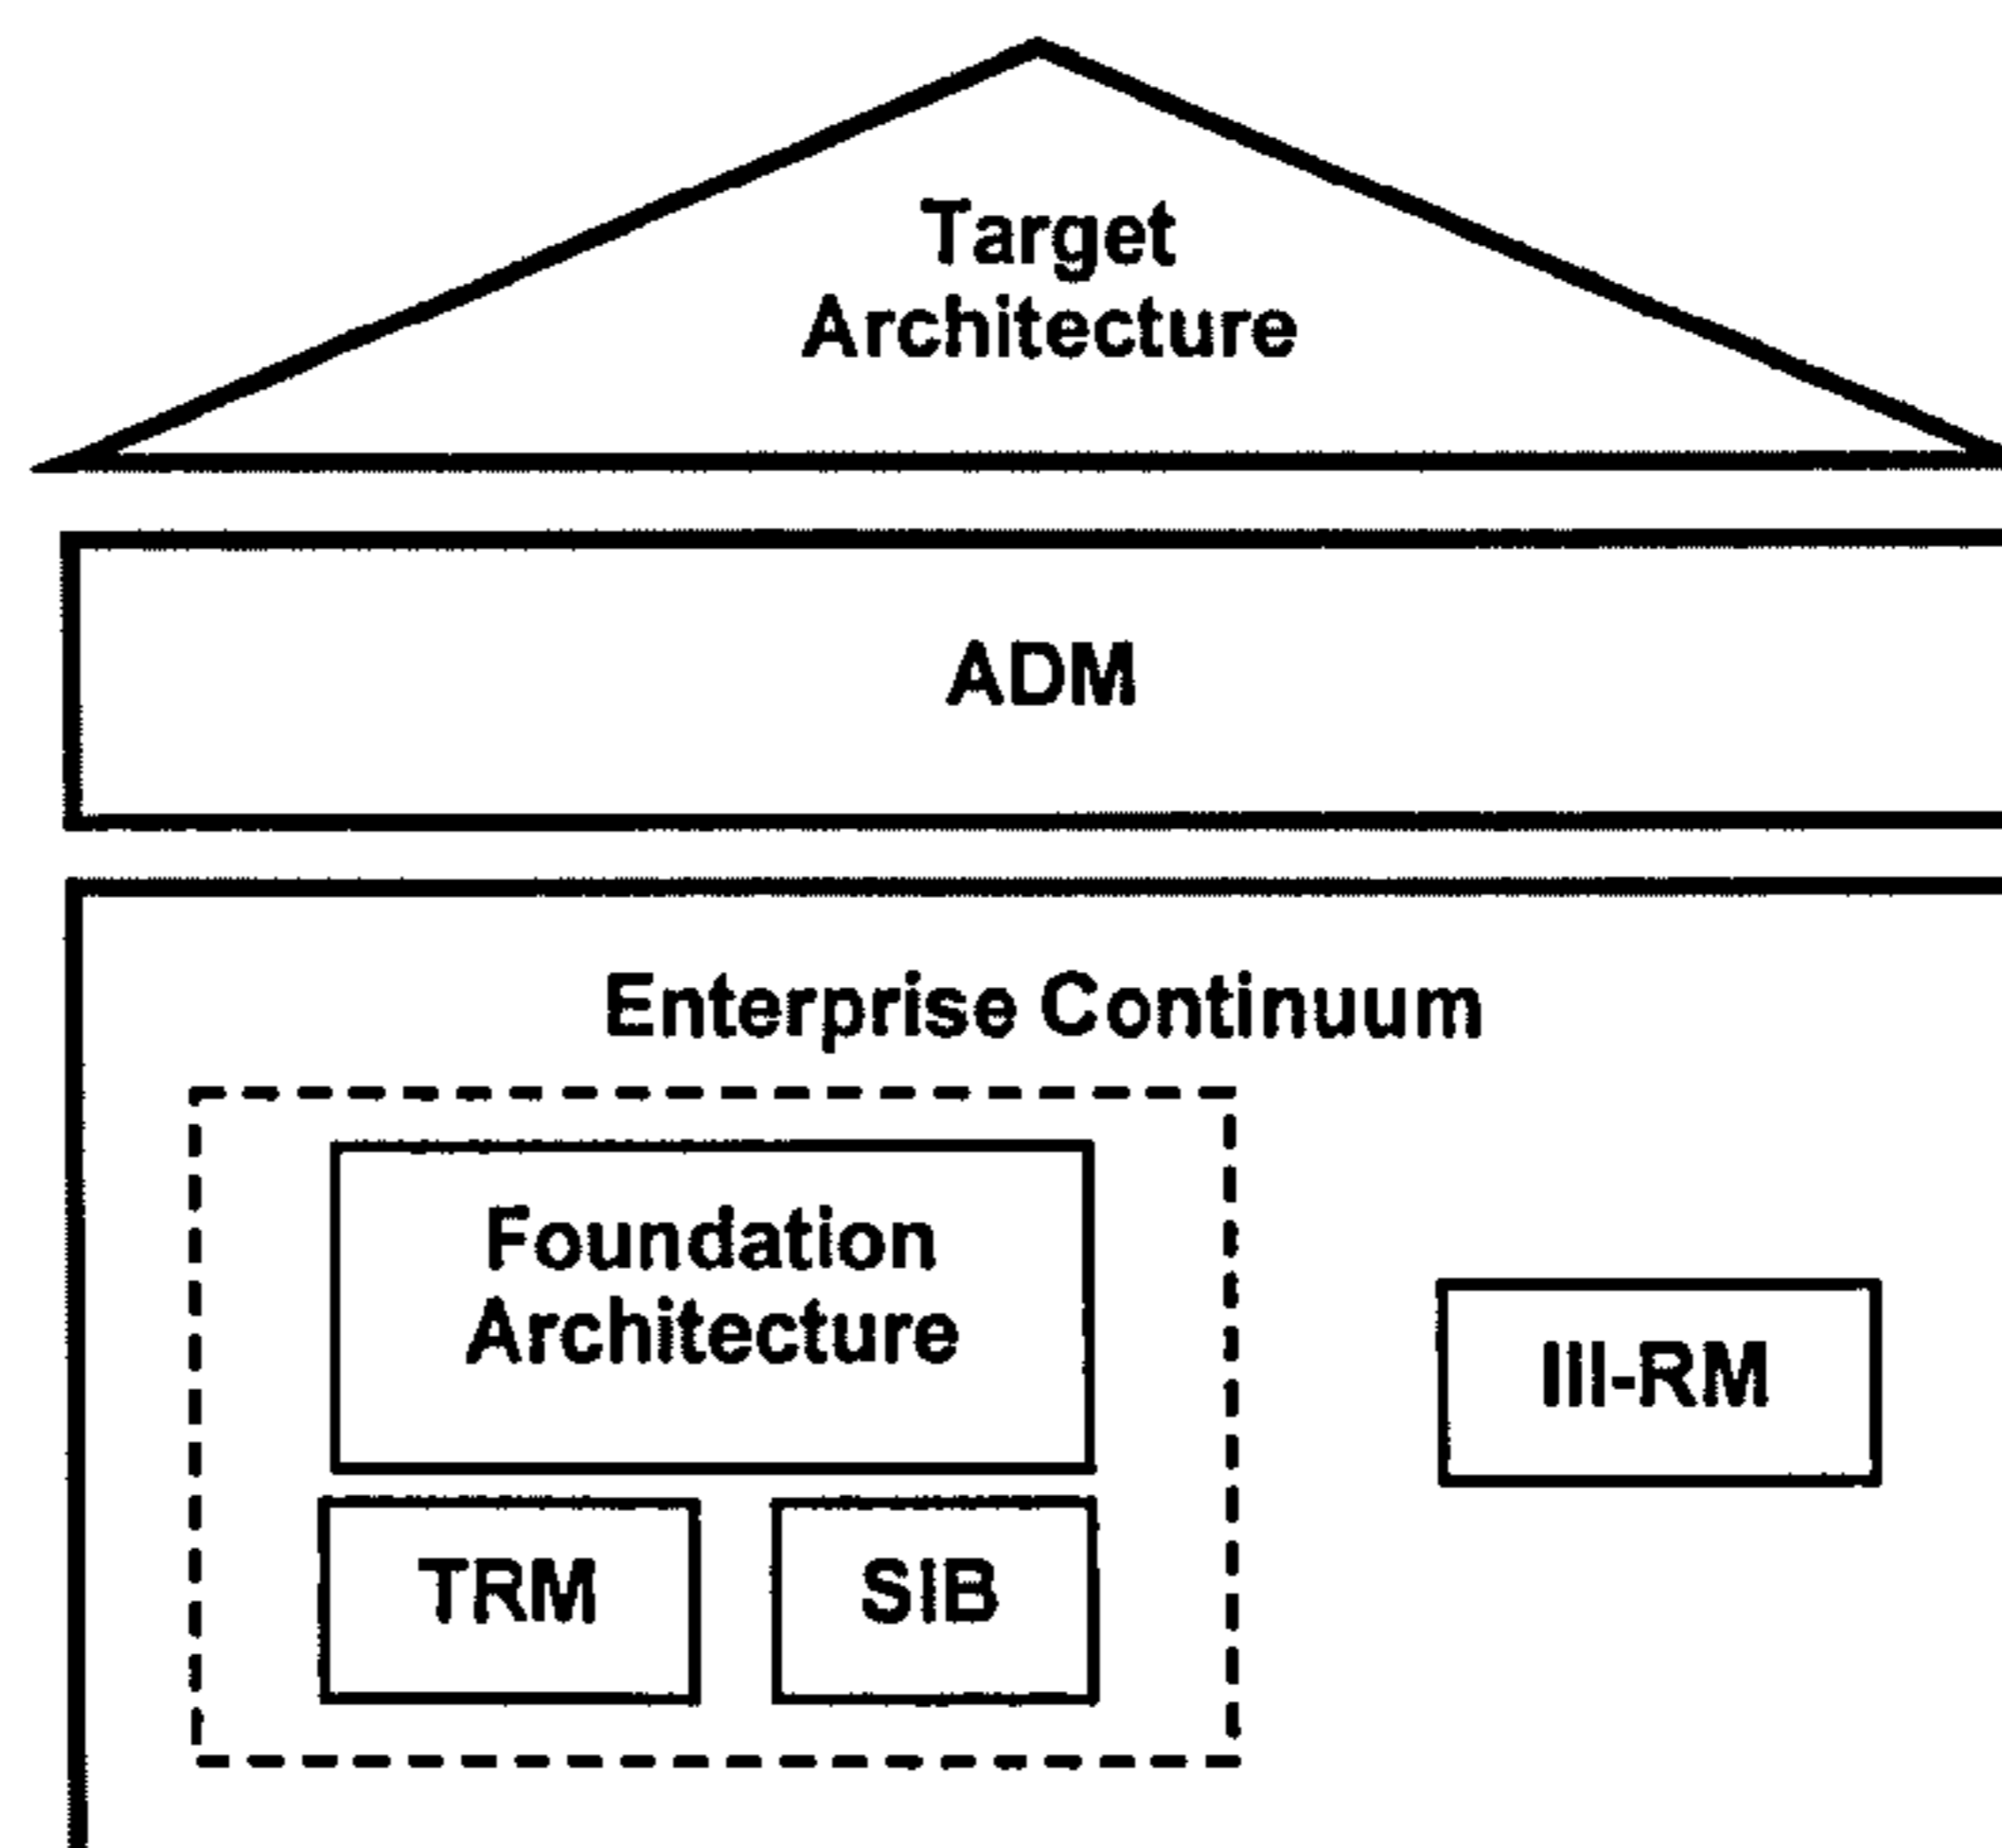 Target
Architecture
ADM
Enterprise Continuum
Foundation
Architecture
III-RM
TRM
SIB